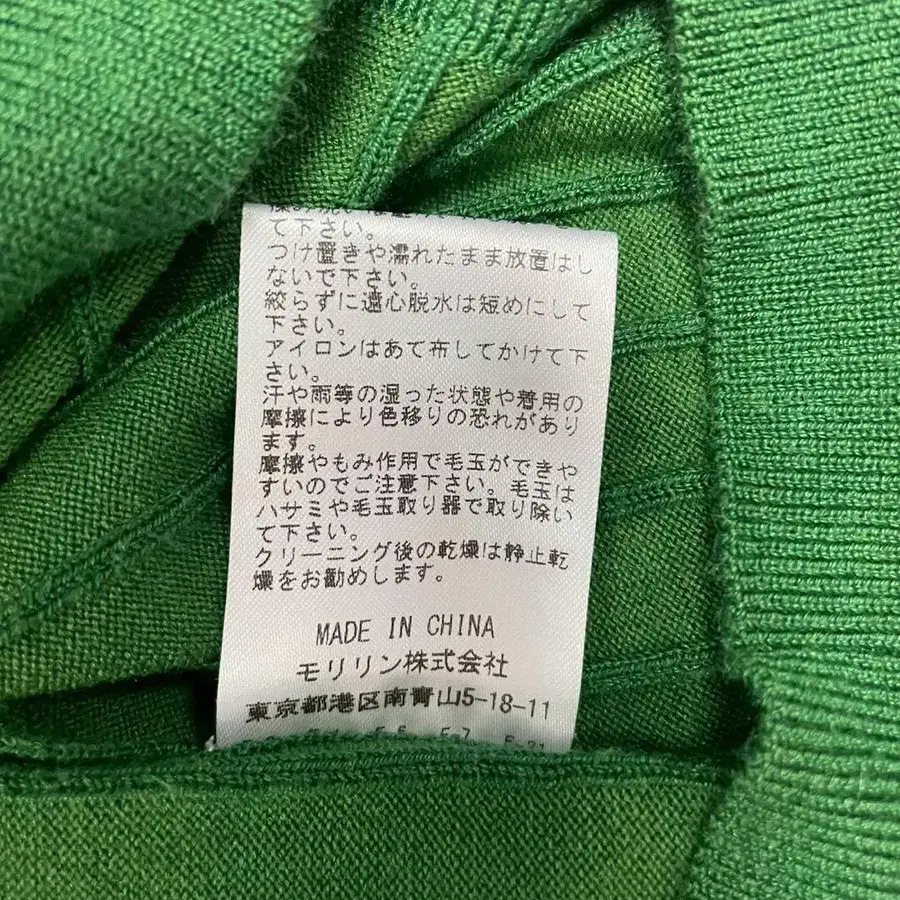 て下さい。
つけ置きや濡れたまま放置はし
ないで下さい。
絞らずに遠心脱水は短めにして
下さい。
アイロンはあて布してかけて下
さい。
汗や雨等の湿った状態や着用の
摩擦により色移りの恐れがあり
ます。
摩擦やもみ作用で毛玉ができや
すいのでご注意下さい。毛玉は
ハサミや毛玉取り器で取り除い
て下さい。
クリーニング後の乾燥は静止乾
燥をお勧めします。
MADE IN CHINA
モリリン株式会社
東京都港区南青山5-18-11